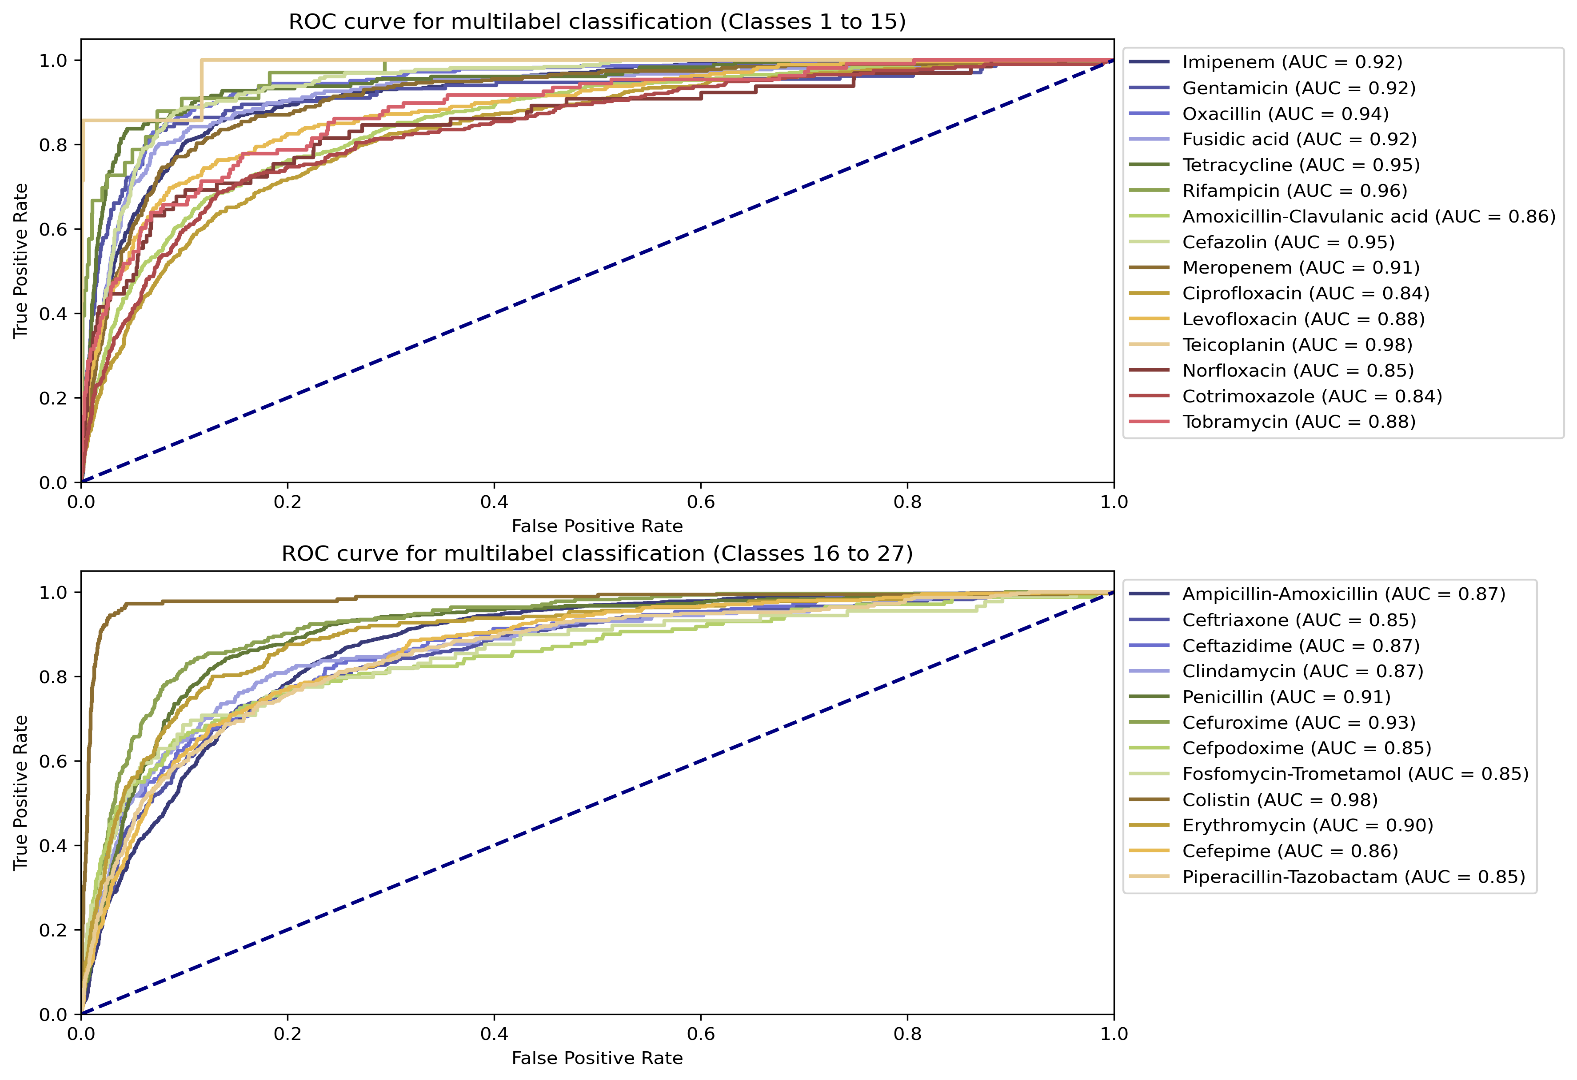 ROC curve for multilabel classification (Classes 1 to 15)
True Positive Rate
1.0
0.8
0.6
0.4
0.2
0.0
0.0 0.2 0.4 0.6 0.8 1.0
False Positive Rate
Imipenem (AUC = 0.92)
Gentamicin (AUC = 0.92)
Oxacillin (AUC = 0.94)
Fusidic acid (AUC = 0.92)
Tetracycline (AUC = 0.95)
Rifampicin (AUC = 0.96)
Amoxicillin-Clavulanic acid (AUC = 0.86)
Cefazolin (AUC = 0.95)
Meropenem (AUC = 0.91)
Ciprofloxacin (AUC = 0.84)
Levofloxacin (AUC = 0.88)
Teicoplanin (AUC = 0.98)
Norfloxacin (AUC = 0.85)
Cotrimoxazole (AUC = 0.84)
Tobramycin (AUC = 0.88)
ROC curve for multilabel classification (Classes 16 to 27)
True Positive Rate
1.0
0.8
0.6
0.4
0.2
0.0
0.0 0.2 0.4 0.6 0.8 1.0
False Positive Rate
Ampicillin-Amoxicillin (AUC = 0.87)
Ceftriaxone (AUC = 0.85)
Ceftazidime (AUC = 0.87)
Clindamycin (AUC = 0.87)
Penicillin (AUC = 0.91)
Cefuroxime (AUC = 0.93)
Cefpodoxime (AUC = 0.85)
Fosfomycin-Trometamol (AUC = 0.85)
Colistin (AUC = 0.98)
Erythromycin (AUC = 0.90)
Cefepime (AUC = 0.86)
Piperacillin-Tazobactam (AUC = 0.85)